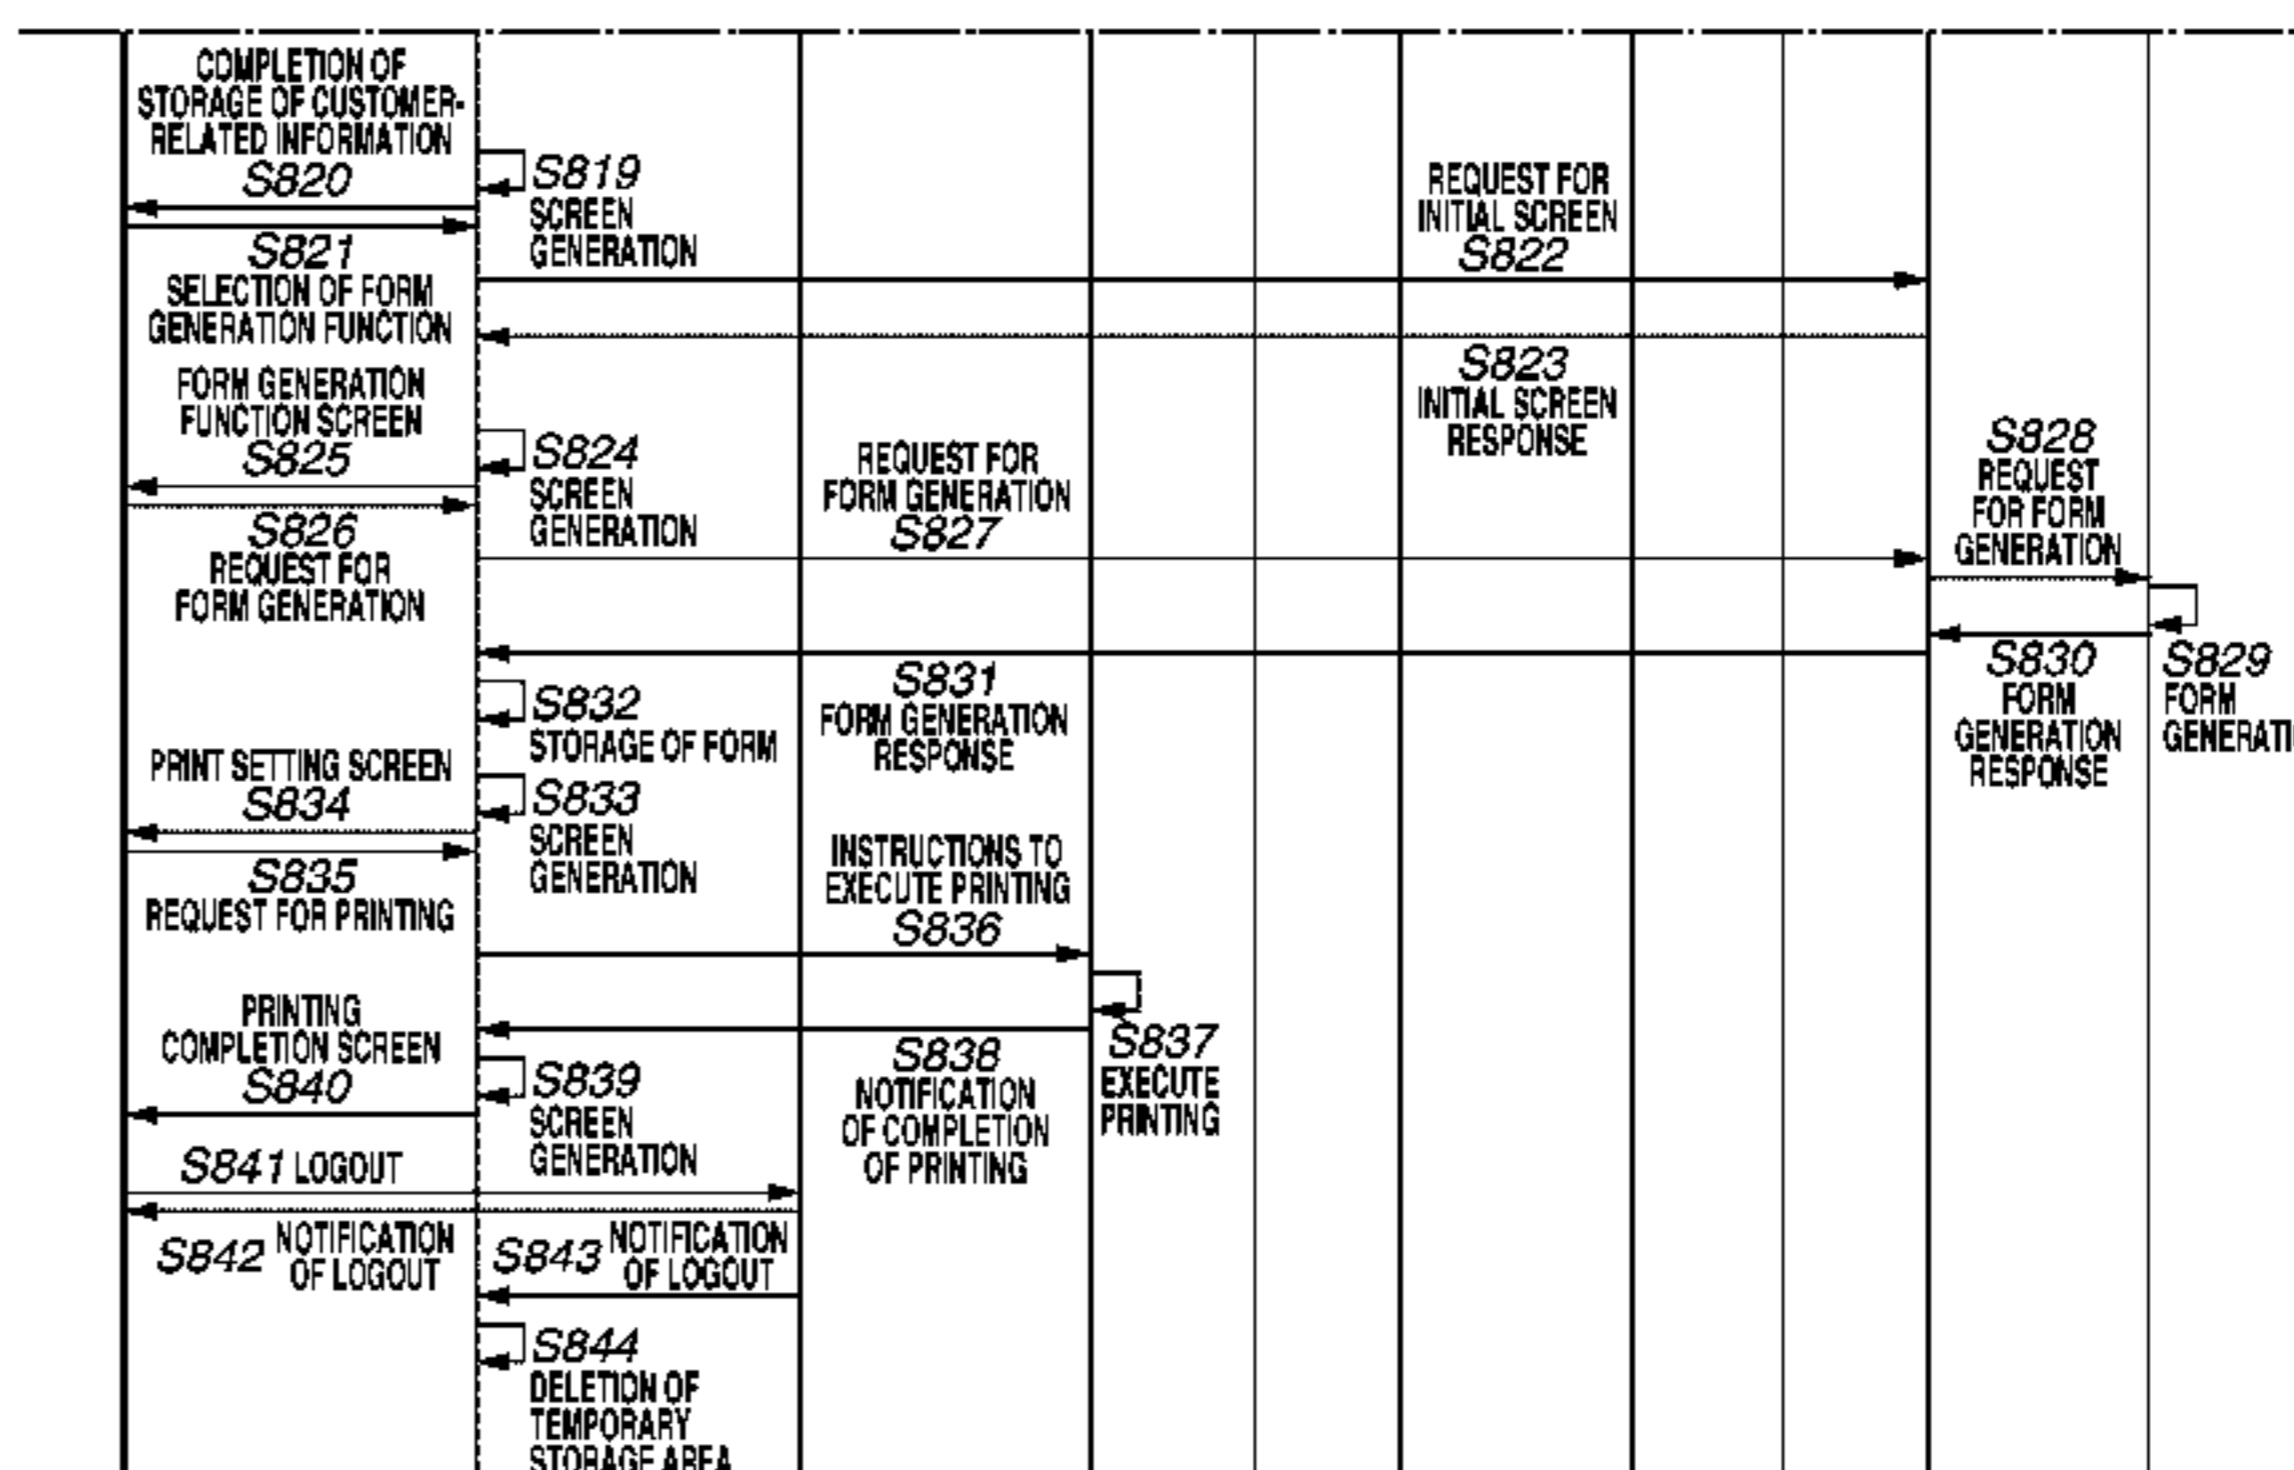 COMPLETION OF
STORAGE OF CUSTOMER-
RELATED INFORMATION
S820
S819
SCREEN
GENERATION
S821
SELECTION OF FORM
GENERATION FUNCTION
REQUEST FOR
INITIAL SCREEN
S822
S823
INITIAL SCREEN
RESPONSE
FORM GENERATION
FUNCTION SCREEN
S825
S824
SCREEN
GENERATION
S826
REQUEST FOR
FORM GENERATION
REQUEST FOR
FORM GENERATION
S827
S828
REQUEST
FOR FORM
GENERATION
S829
FORM
GENERATI
S830
FORM
GENERATION
RESPONSE
S831
FORM GENERATION
RESPONSE
S832
STORAGE OF FORM
PRINT SETTING SCREEN
S834
S833
SCREEN
GENERATION
S835
REQUEST FOR PRINTING
INSTRUCTIONS TO
EXECUTE PRINTING
S836
S837
EXECUTE
PRINTING
S838
NOTIFICATION
OF COMPLETION
OF PRINTING
PRINTING
COMPLETION SCREEN
S840
S839
SCREEN
GENERATION
S841 LOGOUT
S842 NOTIFICATION
OF LOGOUT
S843 NOTIFICATION
OF LOGOUT
S844
DELETION OF
TEMPORARY
STORAGE AREA